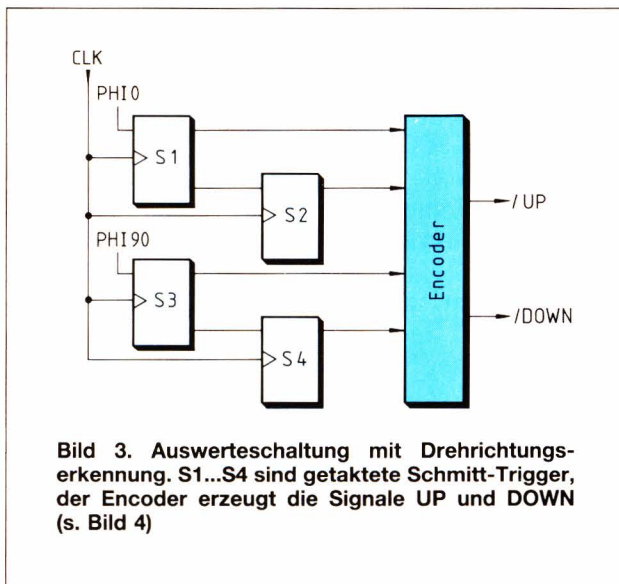 CLK
PHI0
S1
S2
PHI90
S3
S4
Encoder
/UP
/DOWN
Bild 3. Auswerteschaltung mit Drehrichtungs-
erkennung. S1...S4 sind getaktete Schmitt-Trigger,
der Encoder erzeugt die Signale UP und DOWN
(s. Bild 4)